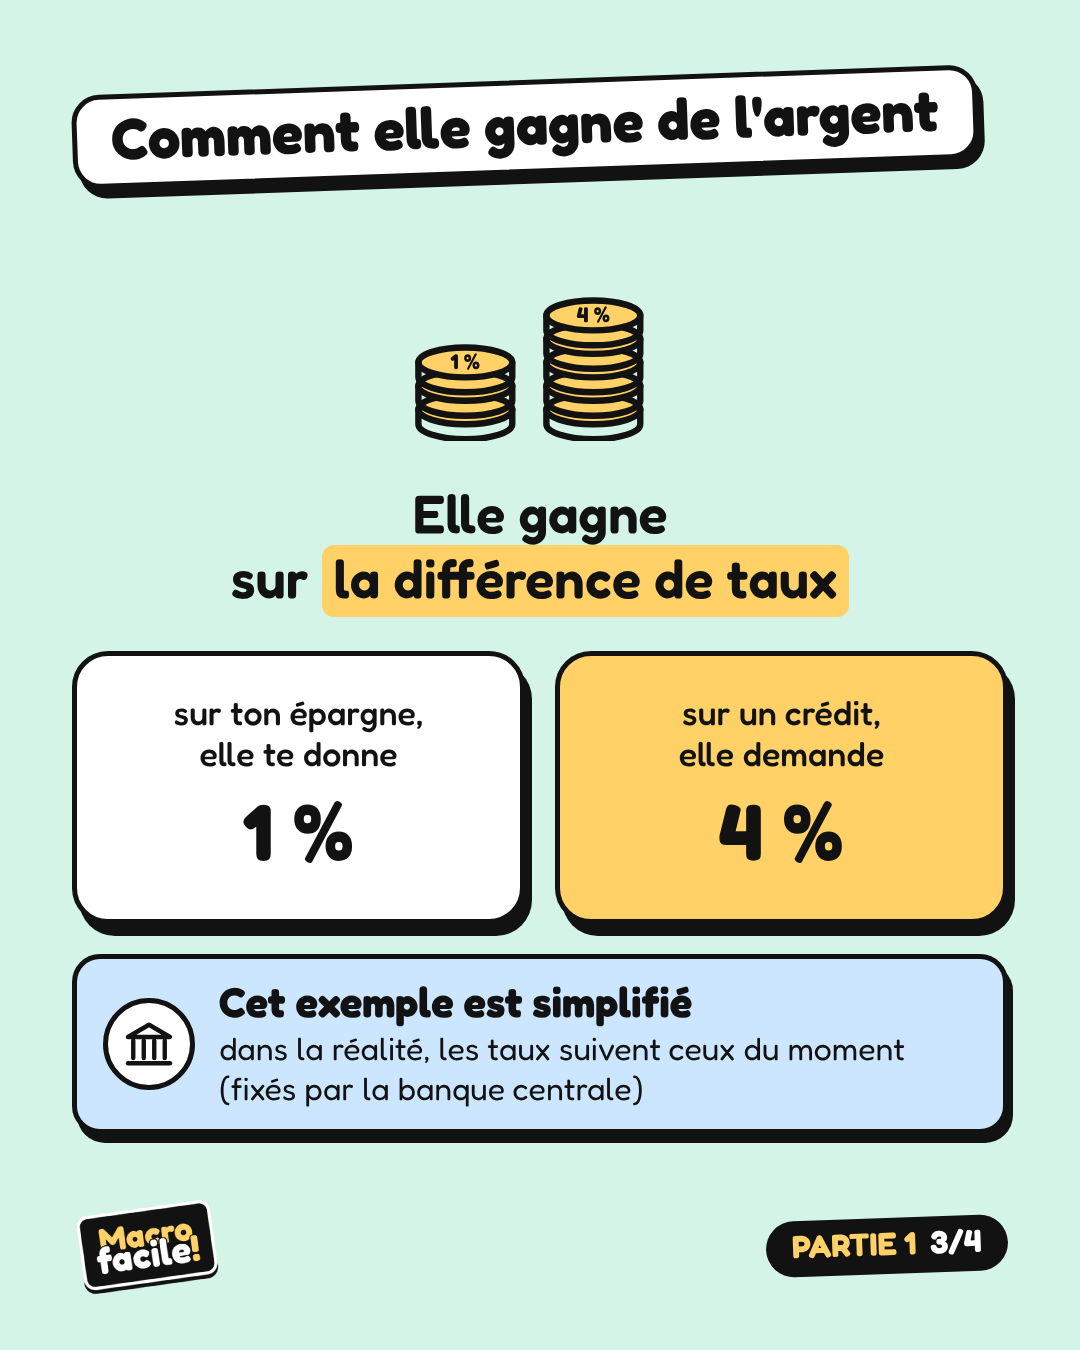 Comment elle gagne de l'argent
4 %
1 %
Elle gagne
sur la différence de taux
sur ton épargne,
elle te donne
1 %
sur un crédit,
elle demande
4 %
Cet exemple est simplifié
dans la réalité, les taux suivent ceux du moment
(fixés par la banque centrale)
Macro
facile!
PARTIE 1 3/4